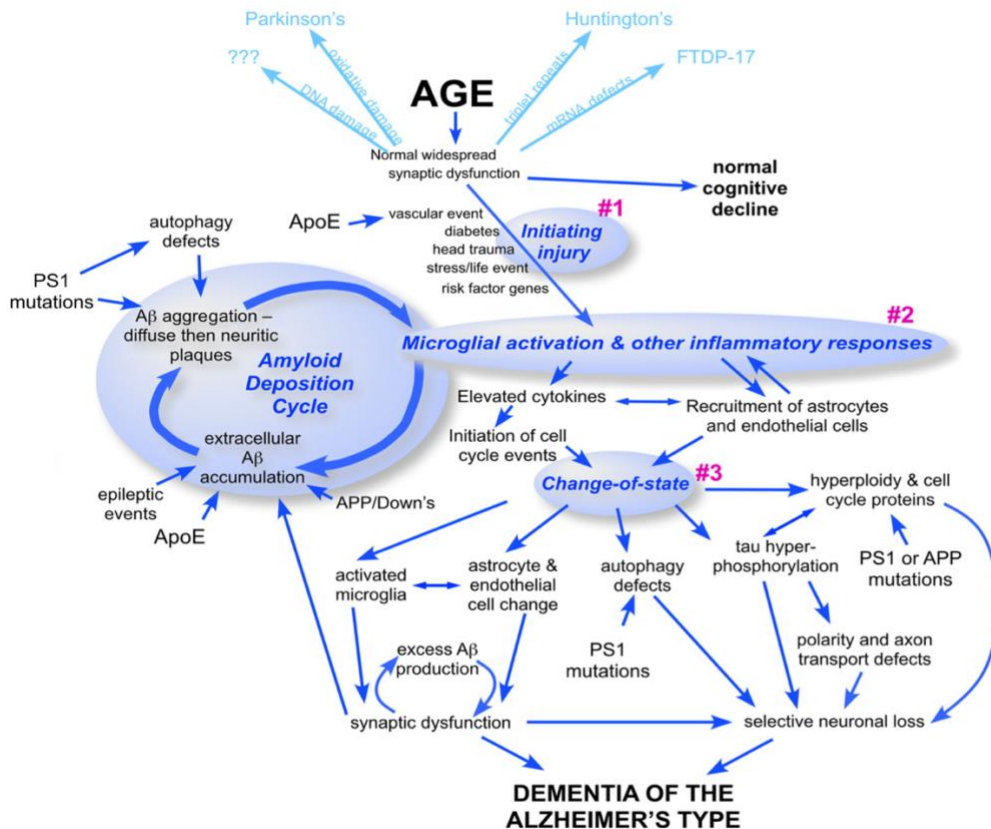 Parkinson's
Huntington's
???
FTDP-17
oxidative damage
DNA damage
triplet repeats
mRNA defects
AGE
Normal widespread
synaptic dysfunction
normal
cognitive
decline
#1
Initiating
injury
ApoE
vascular event
diabetes
head trauma
stress/life event
risk factor genes
autophagy
defects
PS1
mutations
Aβ aggregation –
diffuse then neuritic
plaques
Amyloid
Deposition
Cycle
extracellular
Aβ
accumulation
epileptic
events
ApoE
APP/Down's
#2
Microglial activation & other inflammatory responses
Elevated cytokines
Recruitment of astrocytes
and endothelial cells
Initiation of cell
cycle events
#3
Change-of-state
hyperploidy & cell
cycle proteins
activated
microglia
astrocyte &
endothelial
cell change
autophagy
defects
tau hyper-
phosphorylation
PS1 or APP
mutations
PS1
mutations
polarity and axon
transport defects
excess Aβ
production
synaptic dysfunction
selective neuronal loss
DEMENTIA OF THE
ALZHEIMER'S TYPE